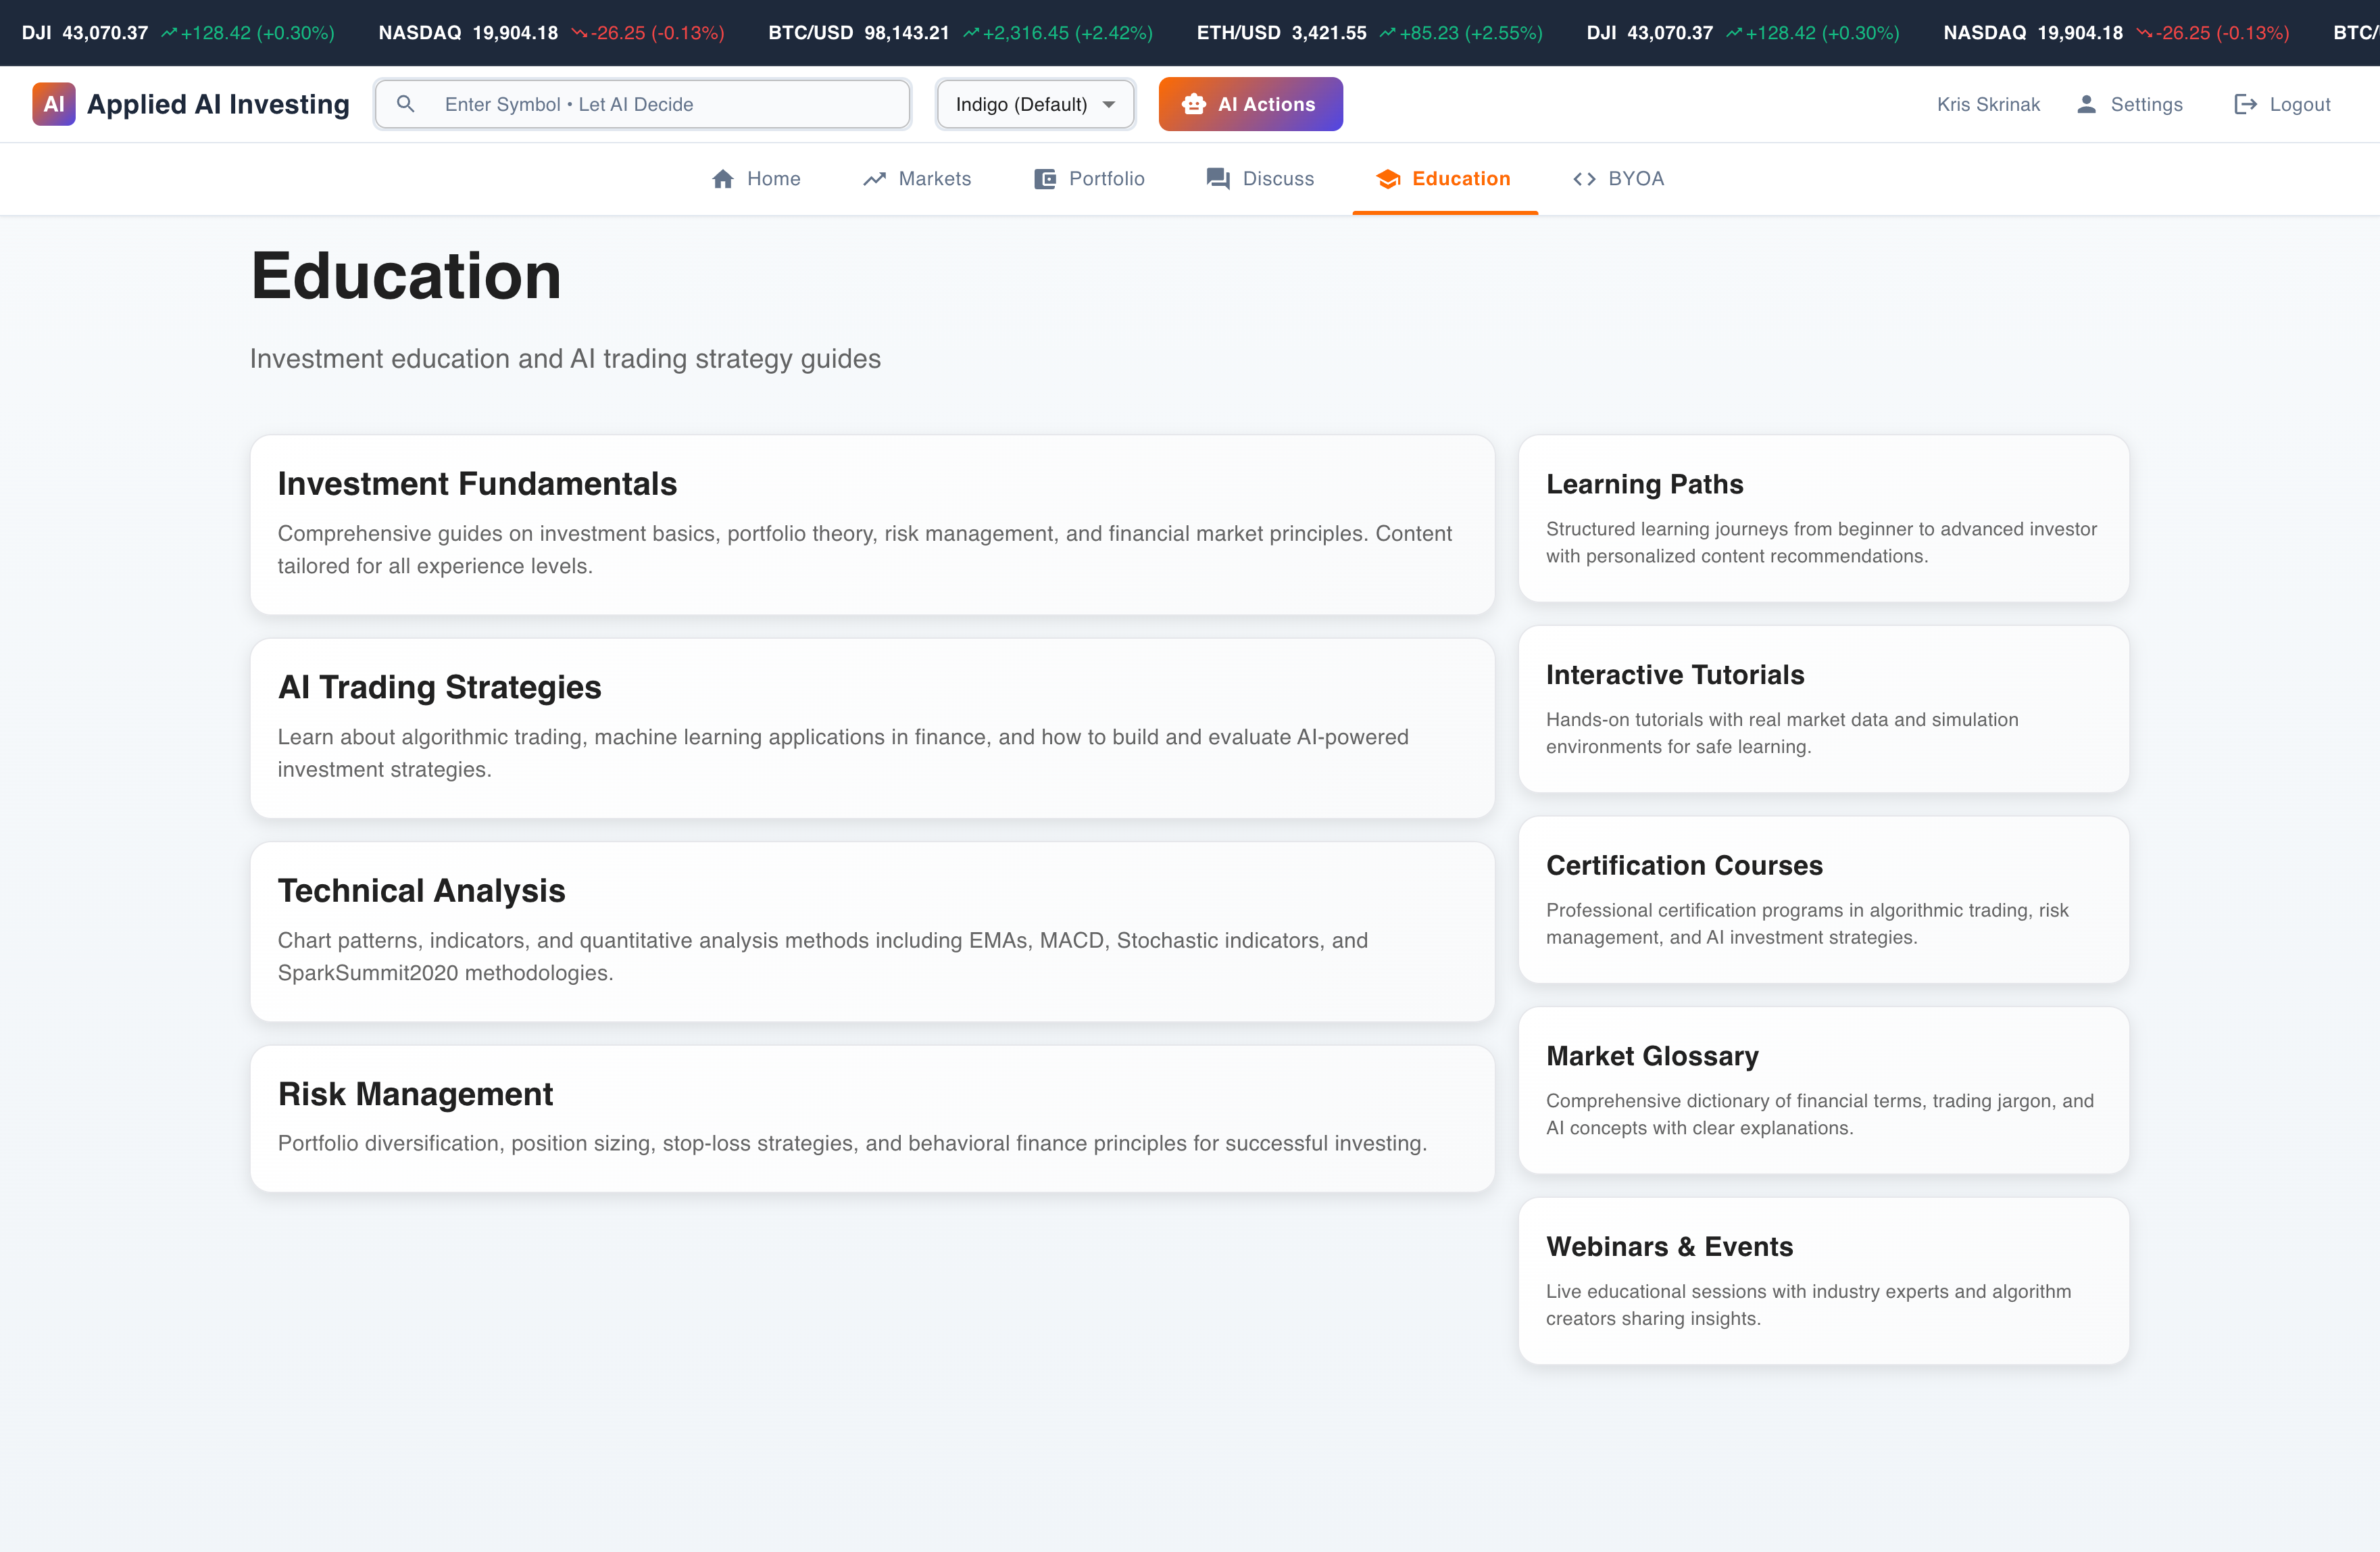 DJI 43,070.37 +128.42 (+0.30%) NASDAQ 19,904.18 -26.25 (-0.13%) BTC/USD 98,143.21 +2,316.45 (+2.42%) ETH/USD 3,421.55 +85.23 (+2.55%) DJI 43,070.37 +128.42 (+0.30%) NASDAQ 19,904.18 -26.25 (-0.13%) BTC/
AI Applied AI Investing Enter Symbol • Let AI Decide Indigo (Default) AI Actions Kris Skrinak Settings Logout
Home Markets Portfolio Discuss Education BYOA
Education
Investment education and AI trading strategy guides
Investment Fundamentals
Comprehensive guides on investment basics, portfolio theory, risk management, and financial market principles. Content
tailored for all experience levels.
AI Trading Strategies
Learn about algorithmic trading, machine learning applications in finance, and how to build and evaluate AI-powered
investment strategies.
Technical Analysis
Chart patterns, indicators, and quantitative analysis methods including EMAs, MACD, Stochastic indicators, and
SparkSummit2020 methodologies.
Risk Management
Portfolio diversification, position sizing, stop-loss strategies, and behavioral finance principles for successful investing.
Learning Paths
Structured learning journeys from beginner to advanced investor
with personalized content recommendations.
Interactive Tutorials
Hands-on tutorials with real market data and simulation
environments for safe learning.
Certification Courses
Professional certification programs in algorithmic trading, risk
management, and AI investment strategies.
Market Glossary
Comprehensive dictionary of financial terms, trading jargon, and
AI concepts with clear explanations.
Webinars & Events
Live educational sessions with industry experts and algorithm
creators sharing insights.